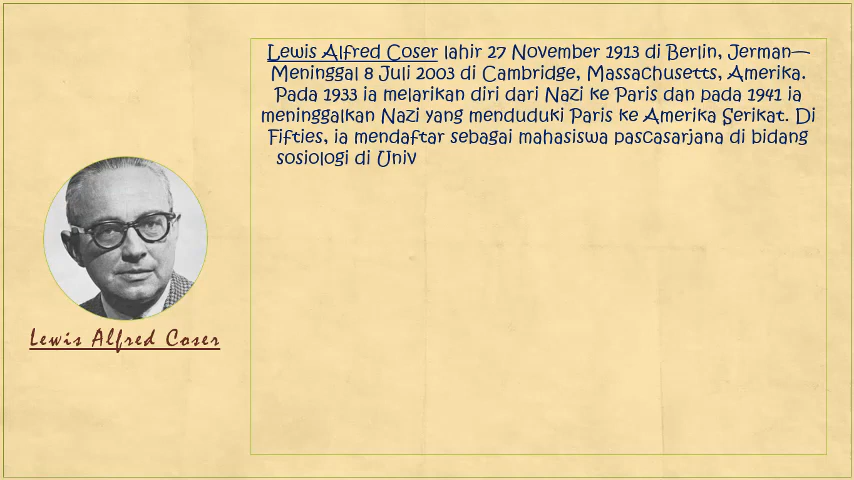 Lewis Alfred Coser lahir 27 November 1913 di Berlin, Jerman—
Meninggal 8 Juli 2003 di Cambridge, Massachusetts, Amerika.
Pada 1933 ia melarikan diri dari Nazi ke Paris dan pada 1941 ia
meninggalkan Nazi yang menduduki Paris ke Amerika Serikat. Di
Fifties, ia mendaftar sebagai mahasiswa pascasarjana di bidang
sosiologi di Univ
Lewis Alfred Coser